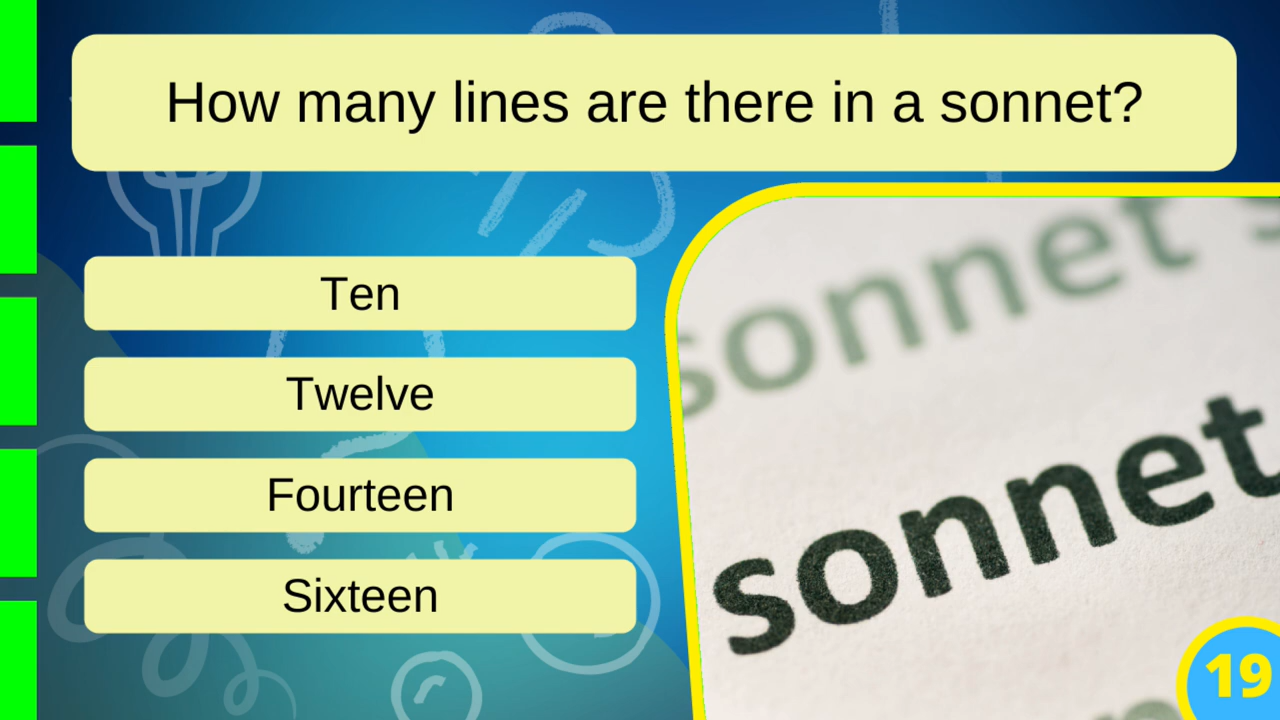 How many lines are there in a sonnet?
Ten
Twelve
Fourteen
Sixteen
sonnet
sonnet
19